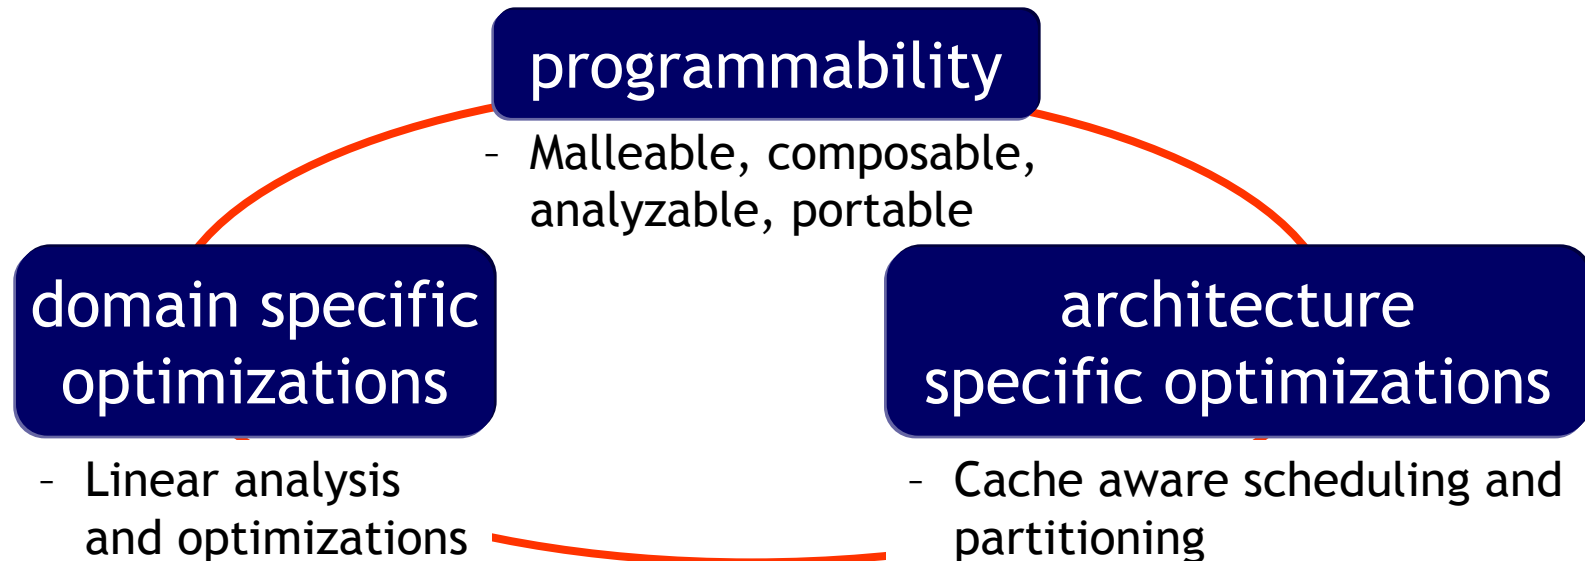 programmability
- Malleable, composable,
analyzable, portable
domain specific
optimizations
- Linear analysis
and optimizations
architecture
specific optimizations
- Cache aware scheduling and
partitioning